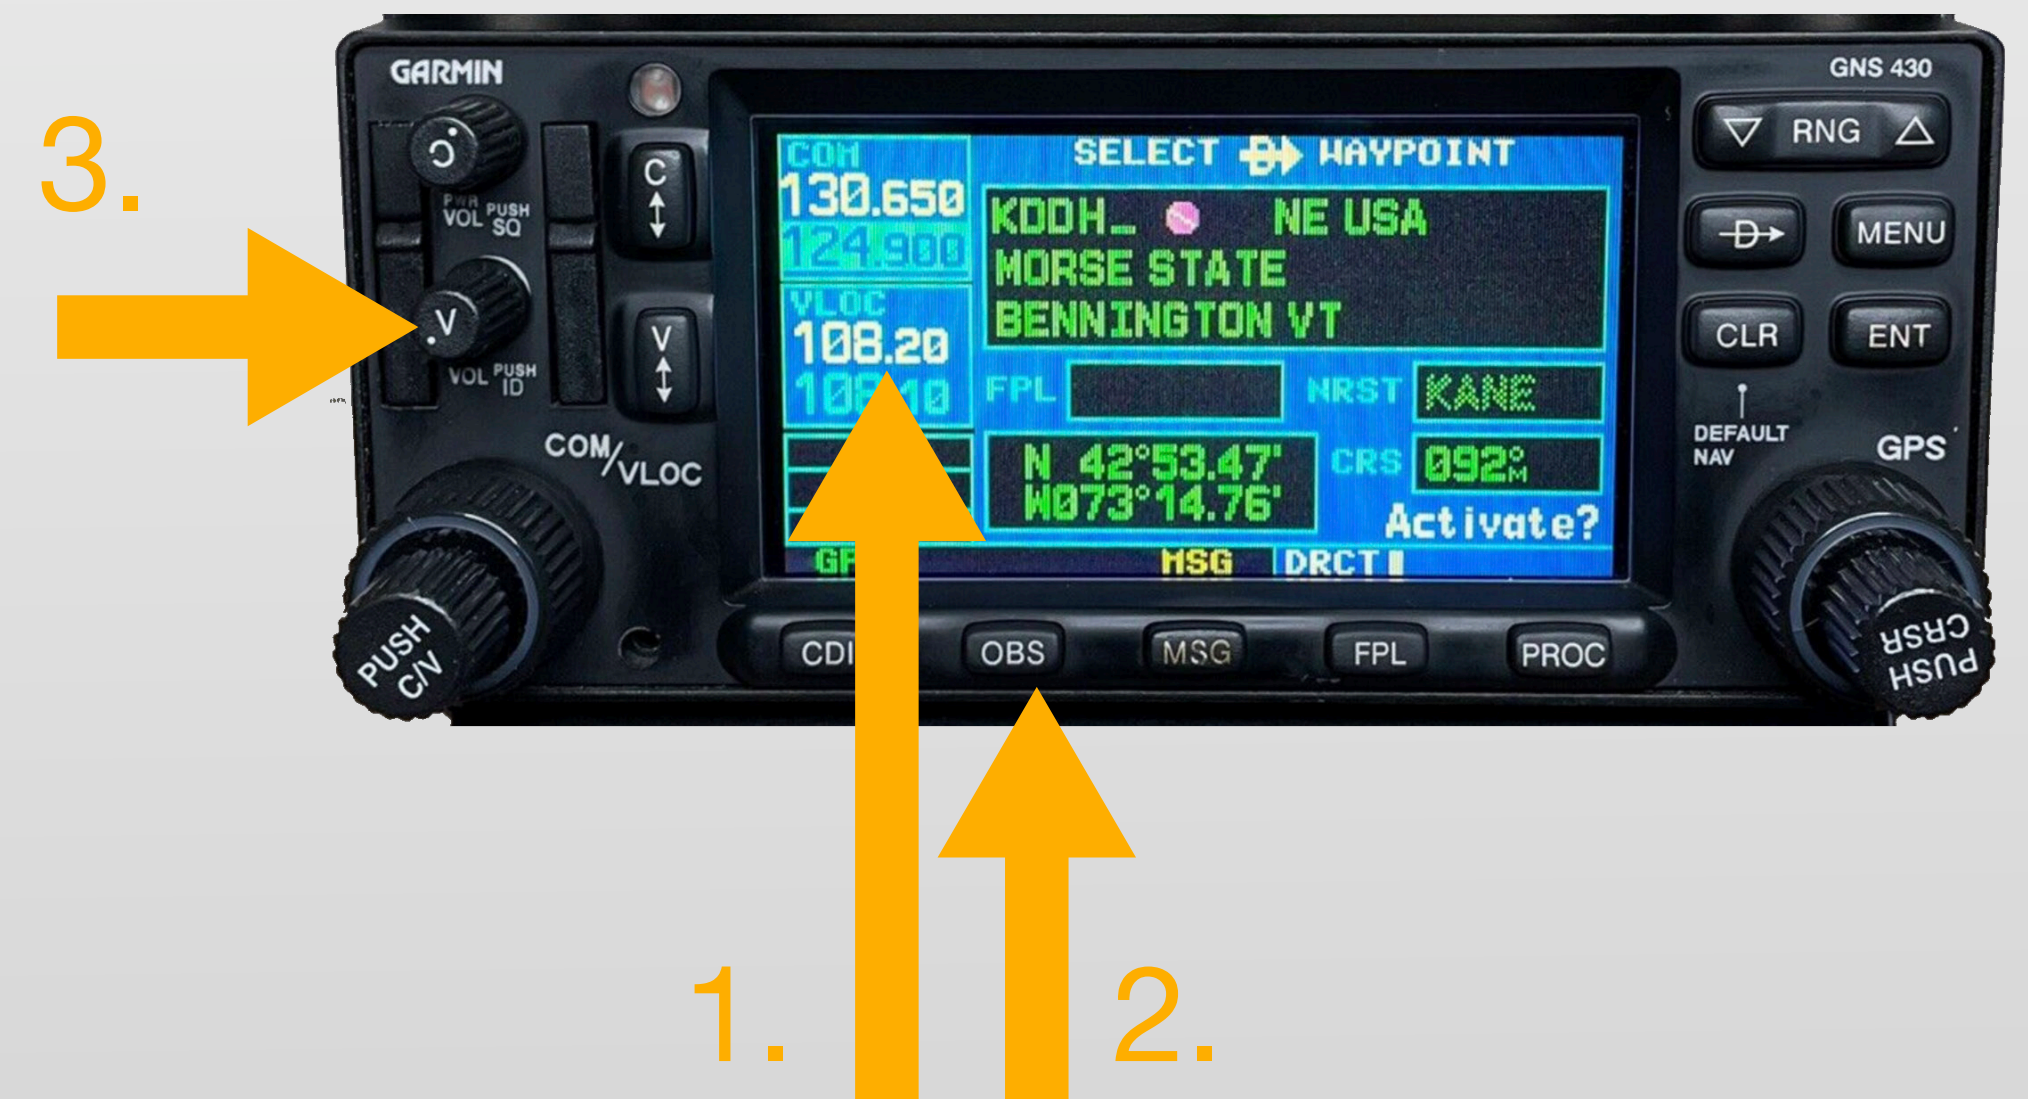 GARMIN
GNS 430
3.
C
PWR
VOL PUSH
SQ
V
VOL PUSH
ID
C
V
COM/VLOC
PUSH
C/V
COM
130.650
124.900
VLOC
108.20
108.10
SELECT D WAYPOINT
KDDH_ NE USA
MORSE STATE
BENNINGTON VT
FPL NRST KANE
N 42°53.47'
W073°14.76'
CRS 092°M
Activate?
MSG DRCT
RNG
D MENU
CLR ENT
DEFAULT
NAV
GPS
PUSH
CRSR
CDI OBS MSG FPL PROC
1. 2.